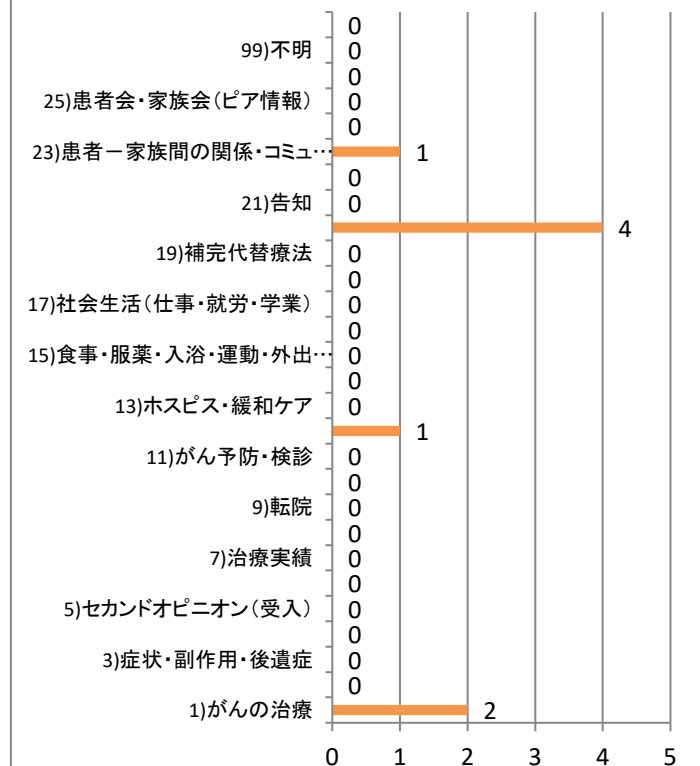 0
99)不明 0
0
25)患者会・家族会(ピア情報) 0
0
23)患者－家族間の関係・コミュ… 1
0
21)告知 0
4
19)補完代替療法 0
0
17)社会生活(仕事・就労・学業) 0
0
15)食事・服薬・入浴・運動・外出… 0
0
13)ホスピス・緩和ケア 0
1
11)がん予防・検診 0
0
9)転院 0
0
7)治療実績 0
0
5)セカンドオピニオン(受入) 0
0
3)症状・副作用・後遺症 0
0
1)がんの治療 2
0 1 2 3 4 5